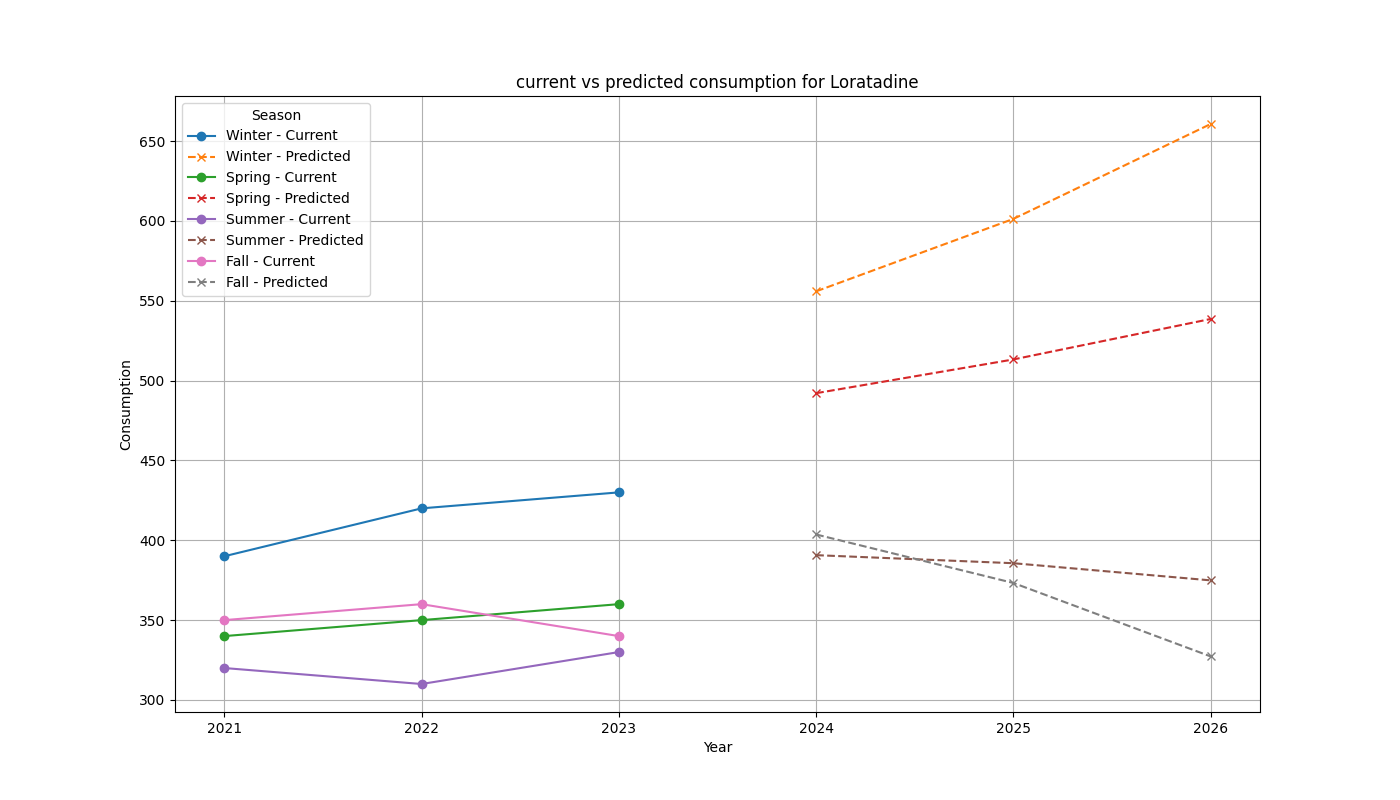 current vs predicted consumption for Loratadine
Season
Winter - Current
Winter - Predicted
Spring - Current
Spring - Predicted
Summer - Current
Summer - Predicted
Fall - Current
Fall - Predicted
650
600
550
500
450
400
350
300
Consumption
2021 2022 2023 2024 2025 2026
Year